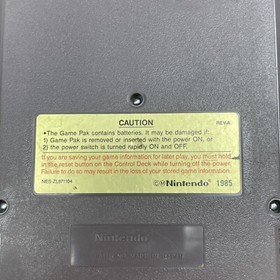 CAUTION
REV-A
•The Game Pak contains batteries. It may be damaged if
1) Game Pak is removed or inserted with the power ON, or
2) the power switch is turned rapidly ON and OFF.
If you are saving your game information for later play, you must hold
in the reset button on the Control Deck while turning off the power.
Failure to do so may result in the loss of your stored game information.
NES-ZL871104
©M Nintendo 1985
Nintendo